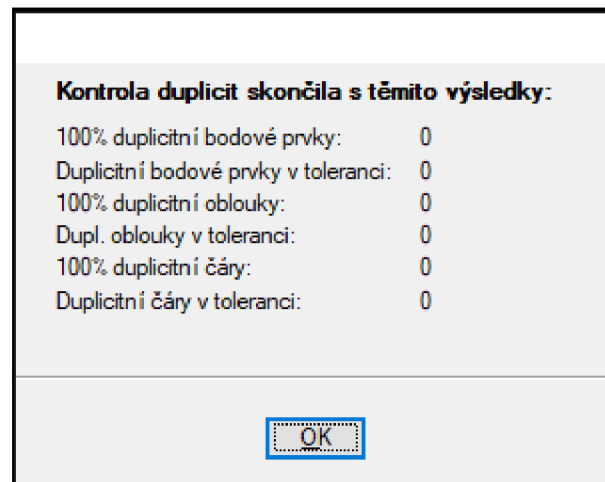 Kontrola duplicit skončila s těmito výsledky:
100% duplicitní bodové prvky: 0
Duplicitní bodové prvky v toleranci: 0
100% duplicitní oblouky: 0
Dupl. oblouky v toleranci: 0
100% duplicitní čáry: 0
Duplicitní čáry v toleranci: 0
OK